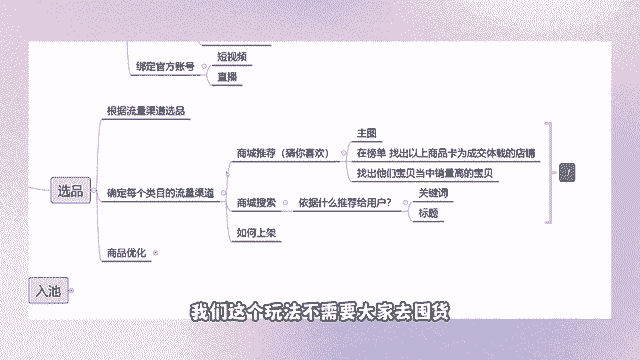 短视频
绑定官方账号
直播
根据流量渠道选品
主图
商城推荐（猜你喜欢）
在榜单 找出以上商品卡为成交体裁的店铺
找出他们宝贝当中销量高的宝贝
选品
确定每个类目的流量渠道
关键词
商城搜索
依据什么推荐给用户？
标题
如何上架
商品优化
入池
我们这个玩法不需要大家去囤货